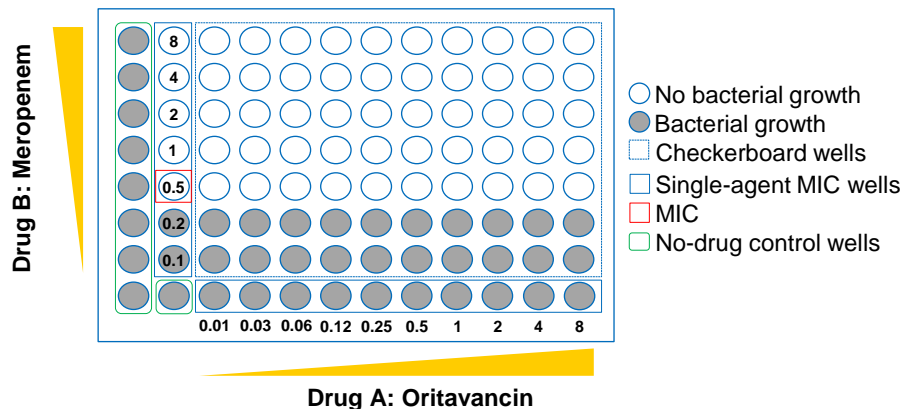 Drug B: Meropenem
8
4
2
1
0.5
0.2
0.1
0.01 0.03 0.06 0.12 0.25 0.5 1 2 4 8
Drug A: Oritavancin
No bacterial growth
Bacterial growth
Checkerboard wells
Single-agent MIC wells
MIC
No-drug control wells